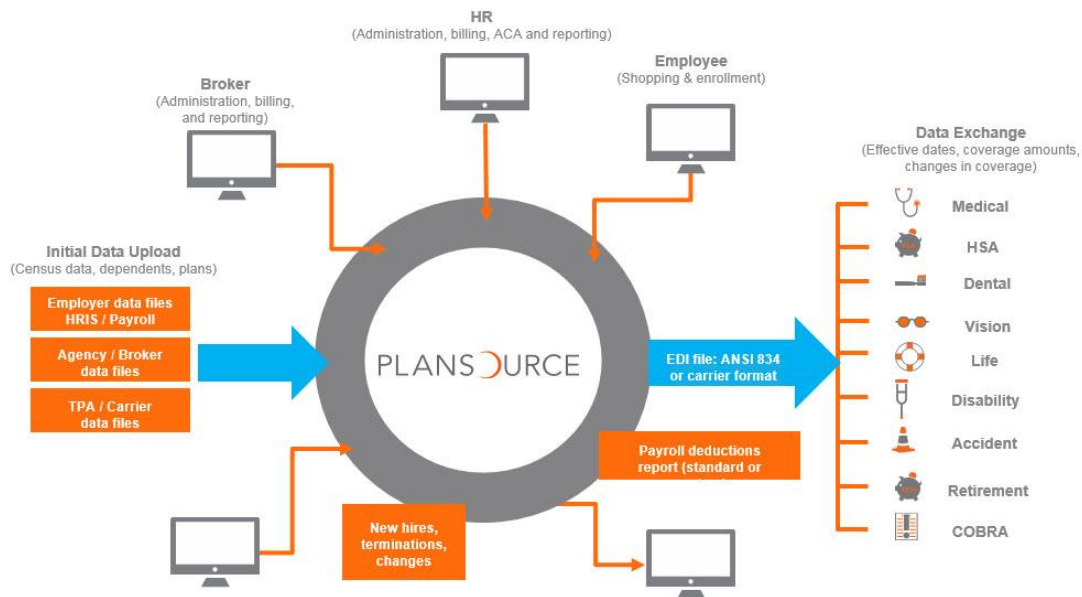 HR
(Administration, billing, ACA and reporting)
Employee
(Shopping & enrollment)
Broker
(Administration, billing,
and reporting)
Data Exchange
(Effective dates, coverage amounts,
changes in coverage)
Medical
HSA
Dental
Vision
Life
Disability
Accident
Retirement
COBRA
Initial Data Upload
(Census data, dependents, plans)
Employer data files
HRIS / Payroll
Agency / Broker
data files
TPA / Carrier
data files
PLANSOURCE
EDI file: ANSI 834
or carrier format
Payroll deductions
report (standard or
New hires,
terminations,
changes